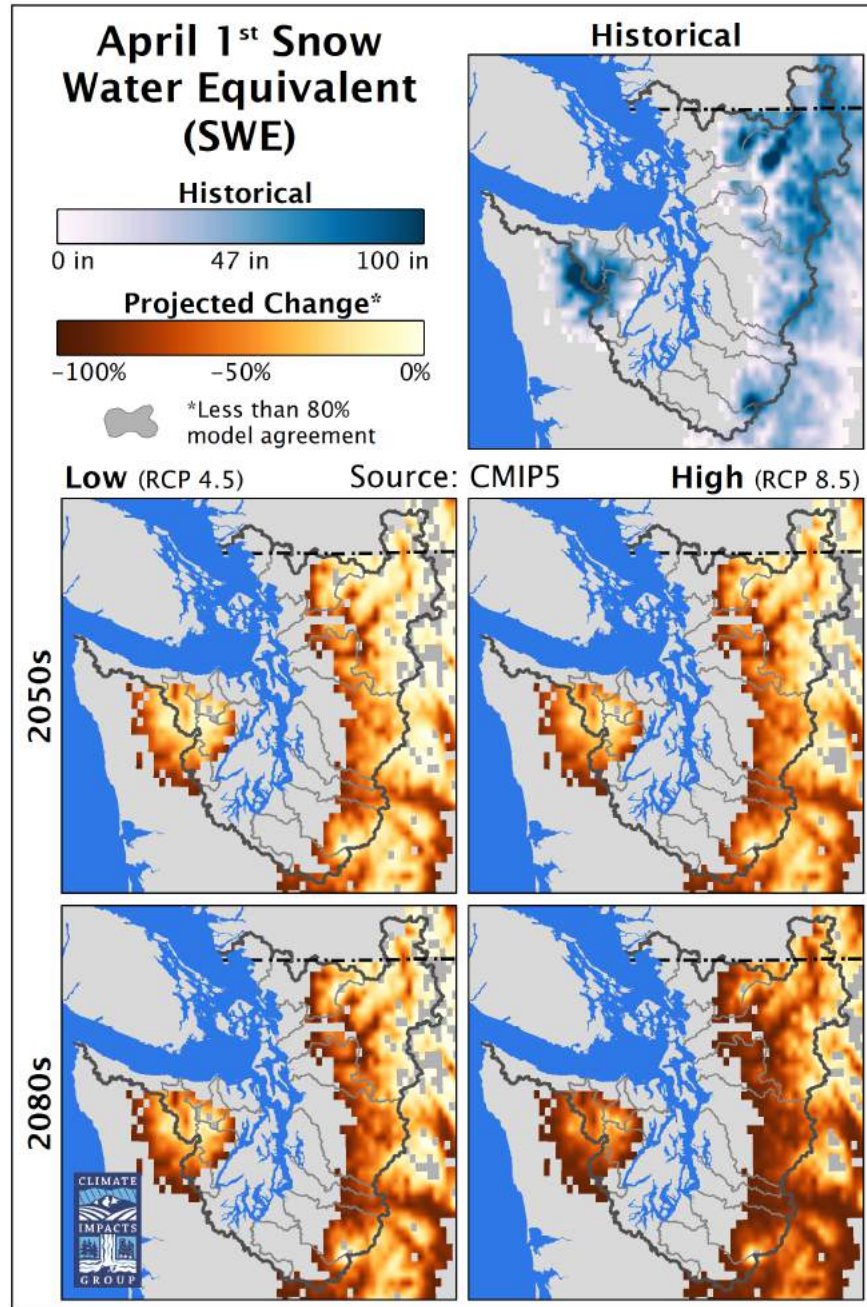 April 1st Snow
Water Equivalent
(SWE)
Historical
0 in 47 in 100 in
Projected Change*
-100% -50% 0%
*Less than 80%
model agreement
Historical
Low (RCP 4.5) Source: CMIP5 High (RCP 8.5)
2050s
2080s
CLIMATE
IMPACTS
GROUP